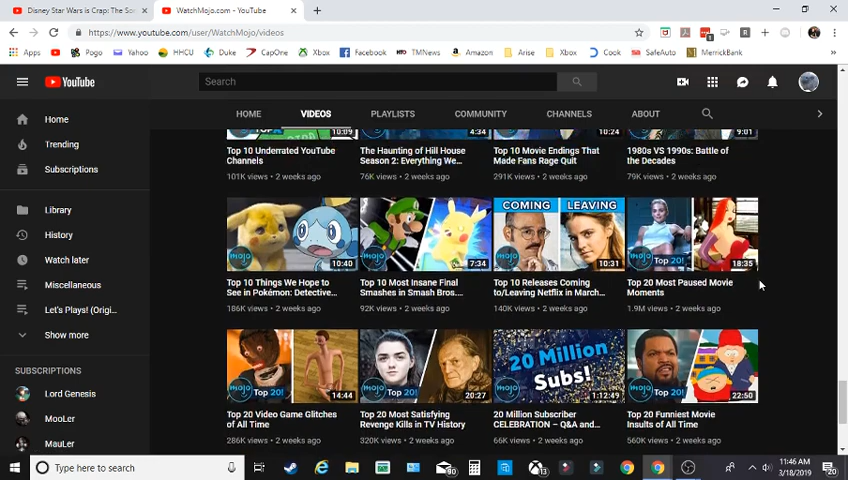 Disney Star Wars is Crap: The So
WatchMojo.com - YouTube
https://www.youtube.com/user/WatchMojo/videos
Apps
Pogo
Yahoo
HHCU
Duke
CapOne
Xbox
Facebook
TMNews
Amazon
Arise
Xbox
Cook
SafeAuto
MerrickBank
YouTube
Search
HOME
VIDEOS
PLAYLISTS
COMMUNITY
CHANNELS
ABOUT
Home
Trending
Subscriptions
Library
History
Watch later
Miscellaneous
Let's Plays! (Origi...
Show more
SUBSCRIPTIONS
Lord Genesis
MooLer
MauLer
10:09
4:34
10:24
9:01
Top 10 Underrated YouTube
Channels
101K views • 2 weeks ago
The Haunting of Hill House
Season 2: Everything We...
76K views • 2 weeks ago
Top 10 Movie Endings That
Made Fans Rage Quit
291K views • 2 weeks ago
1980s VS 1990s: Battle of
the Decades
79K views • 2 weeks ago
mojo
10:40
Top 10 Things We Hope to
See in Pokémon: Detective...
186K views • 2 weeks ago
mojo
7:34
Top 10 Most Insane Final
Smashes in Smash Bros....
92K views • 2 weeks ago
COMING
LEAVING
mojo
10:31
Top 10 Releases Coming
to/Leaving Netflix in March...
140K views • 2 weeks ago
mojo
Top 20!
18:35
Top 20 Most Paused Movie
Moments
1.9M views • 2 weeks ago
mojo
Top 20!
14:44
Top 20 Video Game Glitches
of All Time
286K views • 2 weeks ago
mojo
Top 20!
20:27
Top 20 Most Satisfying
Revenge Kills in TV History
320K views • 2 weeks ago
20 Million
Subs!
mojo
1:12:49
20 Million Subscriber
CELEBRATION – Q&A and...
66K views • 2 weeks ago
mojo
Top 20!
22:50
Top 20 Funniest Movie
Insults of All Time
560K views • 2 weeks ago
Type here to search
90
11:46 AM
3/18/2019
20